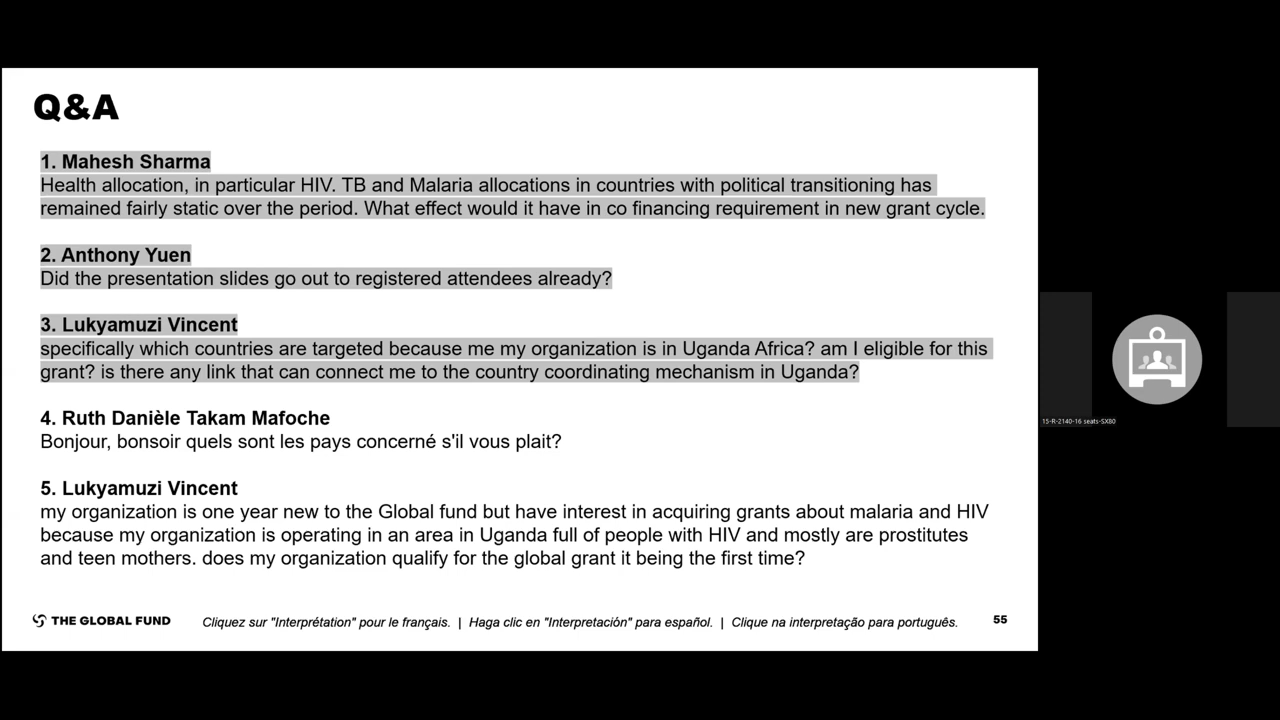 Q&A
1. Mahesh Sharma
Health allocation, in particular HIV. TB and Malaria allocations in countries with political transitioning has
remained fairly static over the period. What effect would it have in co financing requirement in new grant cycle.
2. Anthony Yuen
Did the presentation slides go out to registered attendees already?
3. Lukyamuzi Vincent
specifically which countries are targeted because me my organization is in Uganda Africa? am I eligible for this
grant? is there any link that can connect me to the country coordinating mechanism in Uganda?
4. Ruth Danièle Takam Mafoche
Bonjour, bonsoir quels sont les pays concerné s'il vous plait?
5. Lukyamuzi Vincent
my organization is one year new to the Global fund but have interest in acquiring grants about malaria and HIV
because my organization is operating in an area in Uganda full of people with HIV and mostly are prostitutes
and teen mothers. does my organization qualify for the global grant it being the first time?
THE GLOBAL FUND
Cliquez sur "Interprétation" pour le français. | Haga clic en "Interpretación" para español. | Clique na interpretação para português.
55
15-R-2140-16 seats-SX80